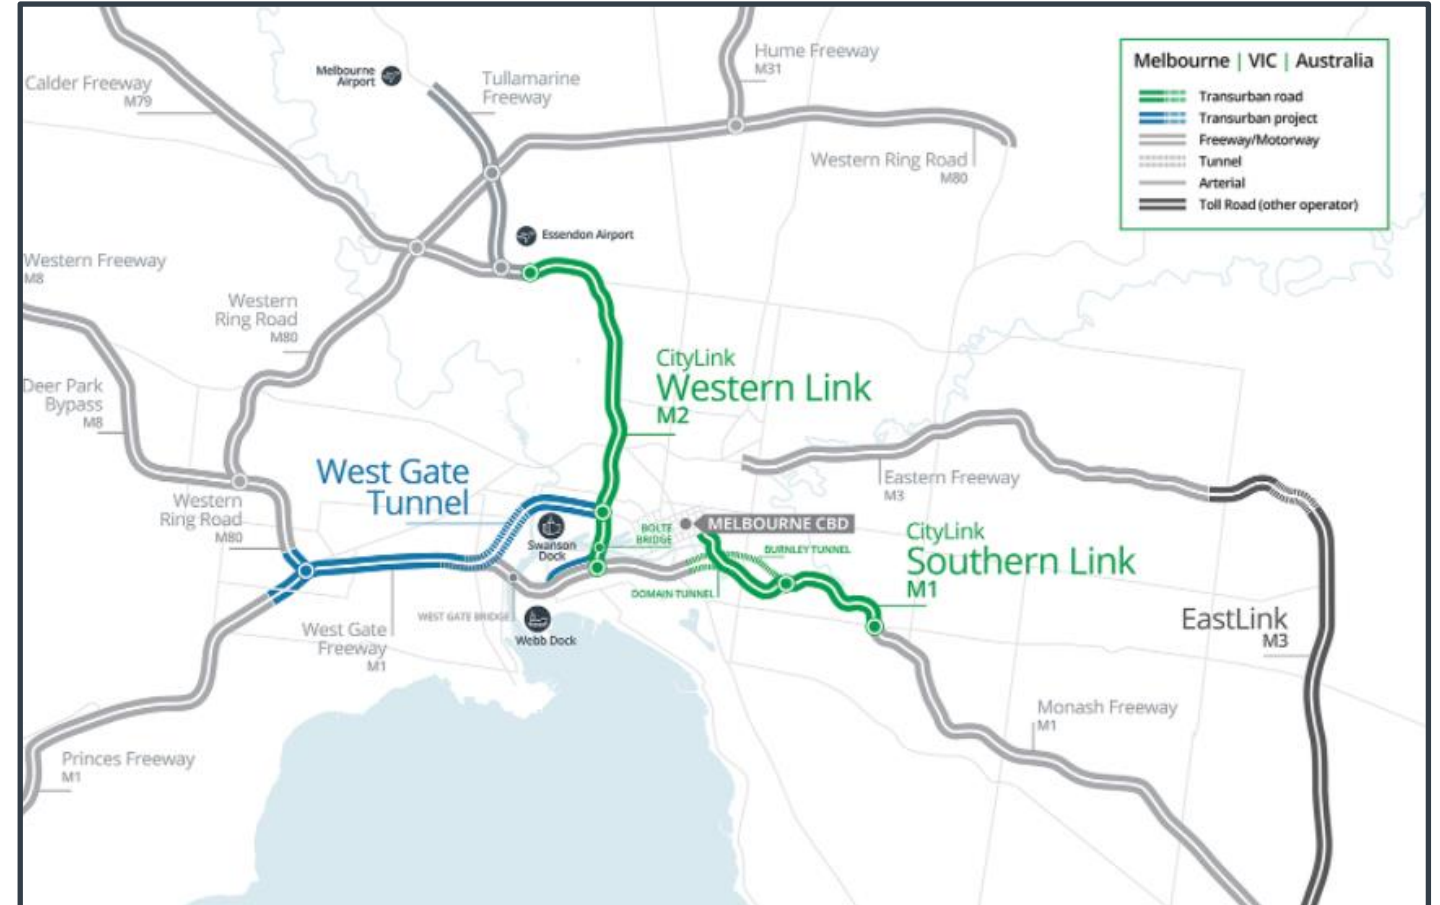 Hume Freeway
M31
Melbourne | VIC | Australia
Transurban road
Transurban project
Freeway/Motorway
Tunnel
Arterial
Toll Road (other operator)
Melbourne
Airport
Tullamarine
Freeway
Calder Freeway
M79
Western Ring Road
M80
Essendon Airport
Western Freeway
M8
Western
Ring Road
M80
CityLink
Western Link
M2
Deer Park
Bypass
M8
West Gate
Tunnel
Eastern Freeway
M3
Western
Ring Road
M80
Swanson
Dock
BOLTE
BRIDGE
MELBOURNE CBD
BURNLEY TUNNEL
CityLink
Southern Link
M1
DOMAIN TUNNEL
WEST GATE BRIDGE
Webb Dock
West Gate
Freeway
M1
EastLink
M3
Monash Freeway
M1
Princes Freeway
M1